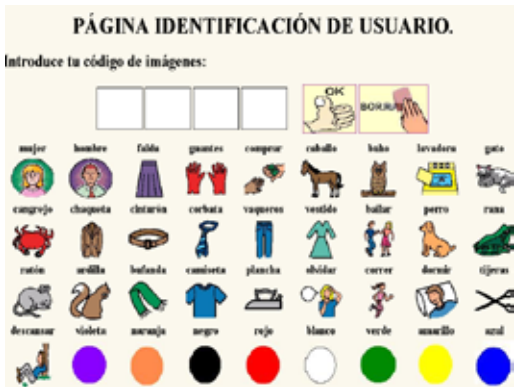 PÁGINA IDENTIFICACIÓN DE USUARIO.
Introduce tu código de imágenes:
OK
BORRAR
mujer hombre falda guantes comprar caballo buho lavadora gato
cangrejo chaqueta cinturón corbata vaqueros vestido bailar perro rana
ratón ardilla bufanda camiseta plancha olvidar correr dormir tijeras
descansar violeta naranja negro rojo blanco verde amarillo azul